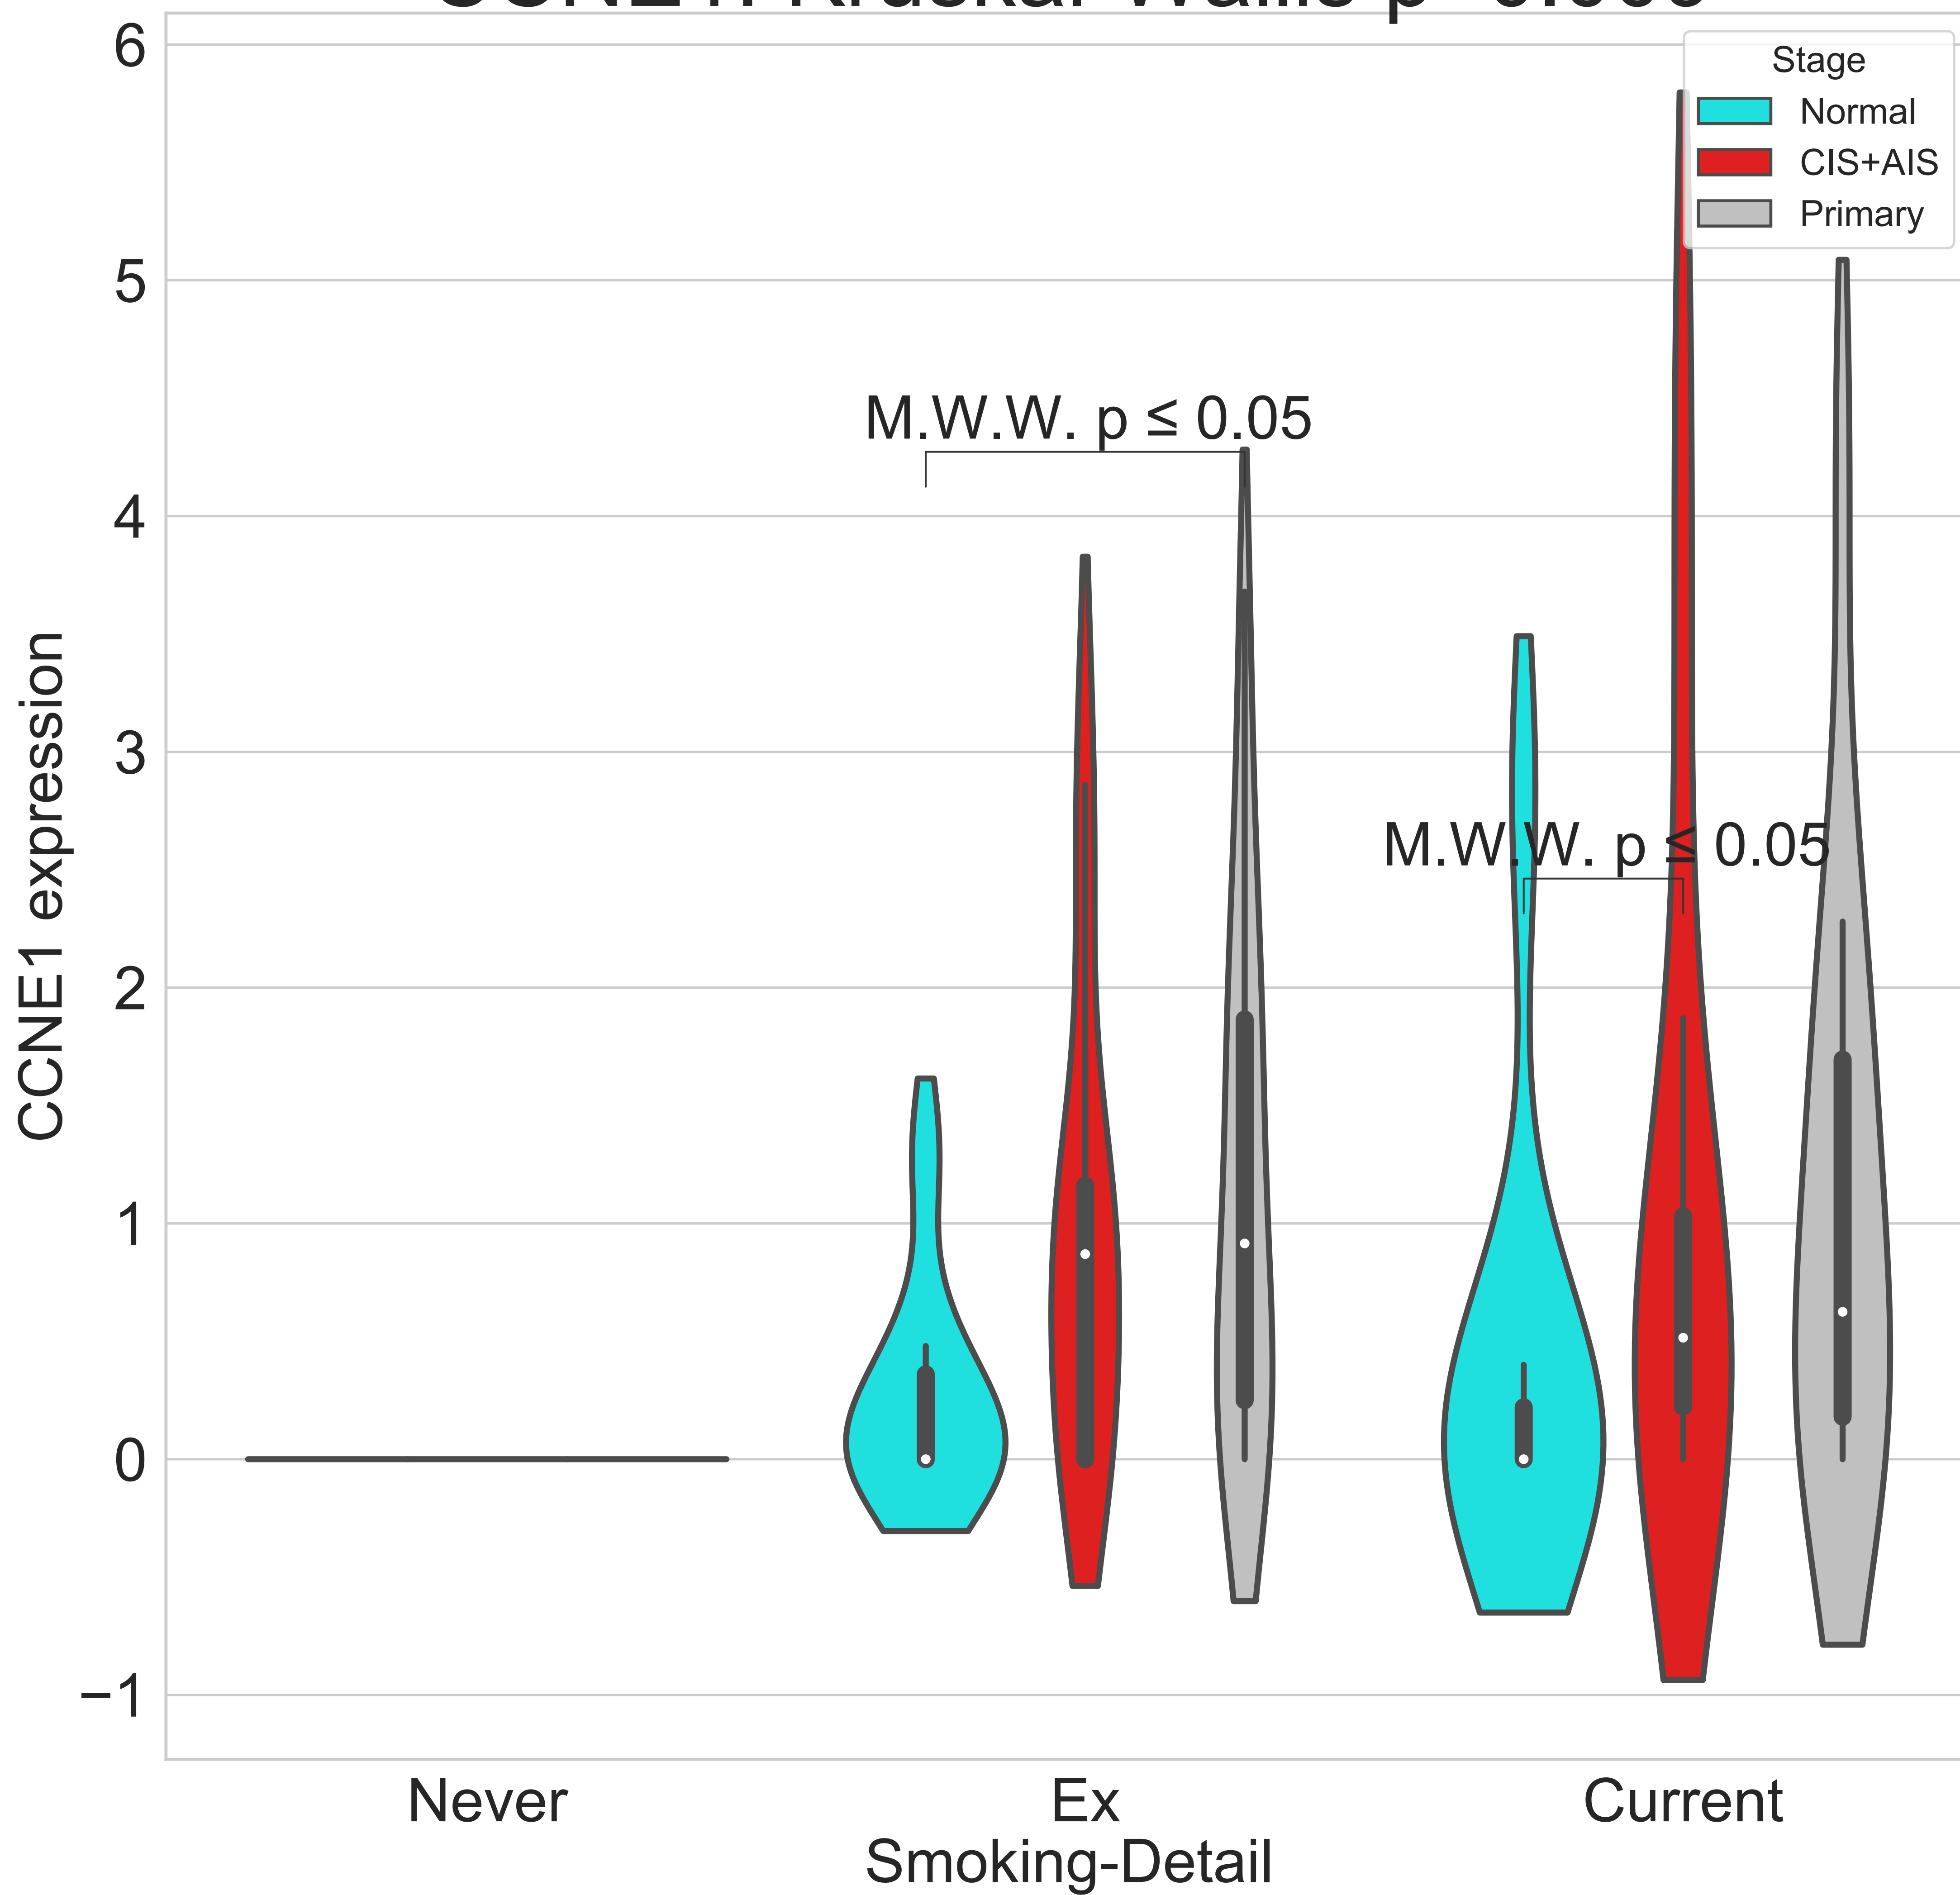 6
5
4
3
2
1
0
−1
CCNE1 expression
Stage
Normal
CIS+AIS
Primary
M.W.W. p ≤ 0.05
M.W.W. p ≤ 0.05
Never
Ex
Current
Smoking-Detail